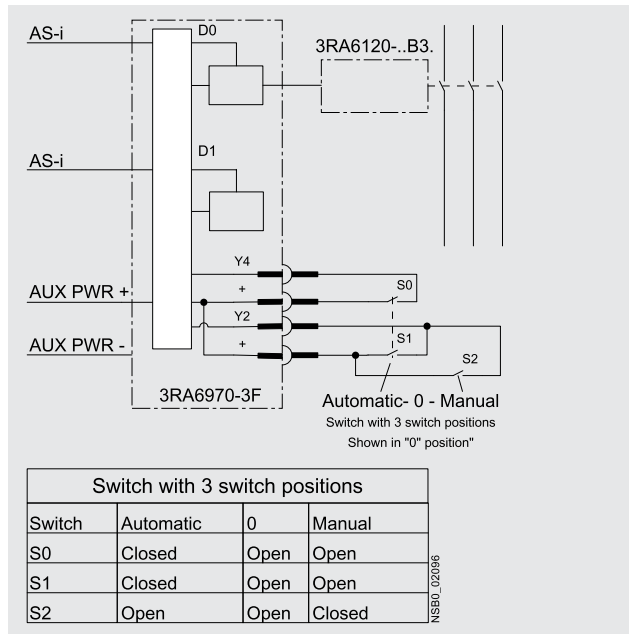 AS-i
D0
3RA6120-..B3.
AS-i
D1
Y4
+
S0
AUX PWR +
Y2
+
S1
AUX PWR -
S2
3RA6970-3F
Automatic- 0 - Manual
Switch with 3 switch positions
Shown in "0" position"
Switch with 3 switch positions
Switch Automatic 0 Manual
S0 Closed Open Open
S1 Closed Open Open
S2 Open Open Closed
NSB0_02096